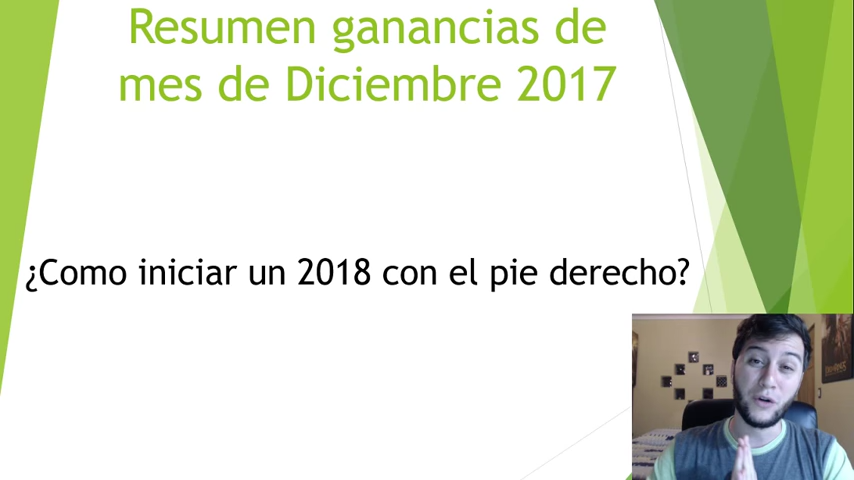 Resumen ganancias de
mes de Diciembre 2017
¿Como iniciar un 2018 con el pie derecho?